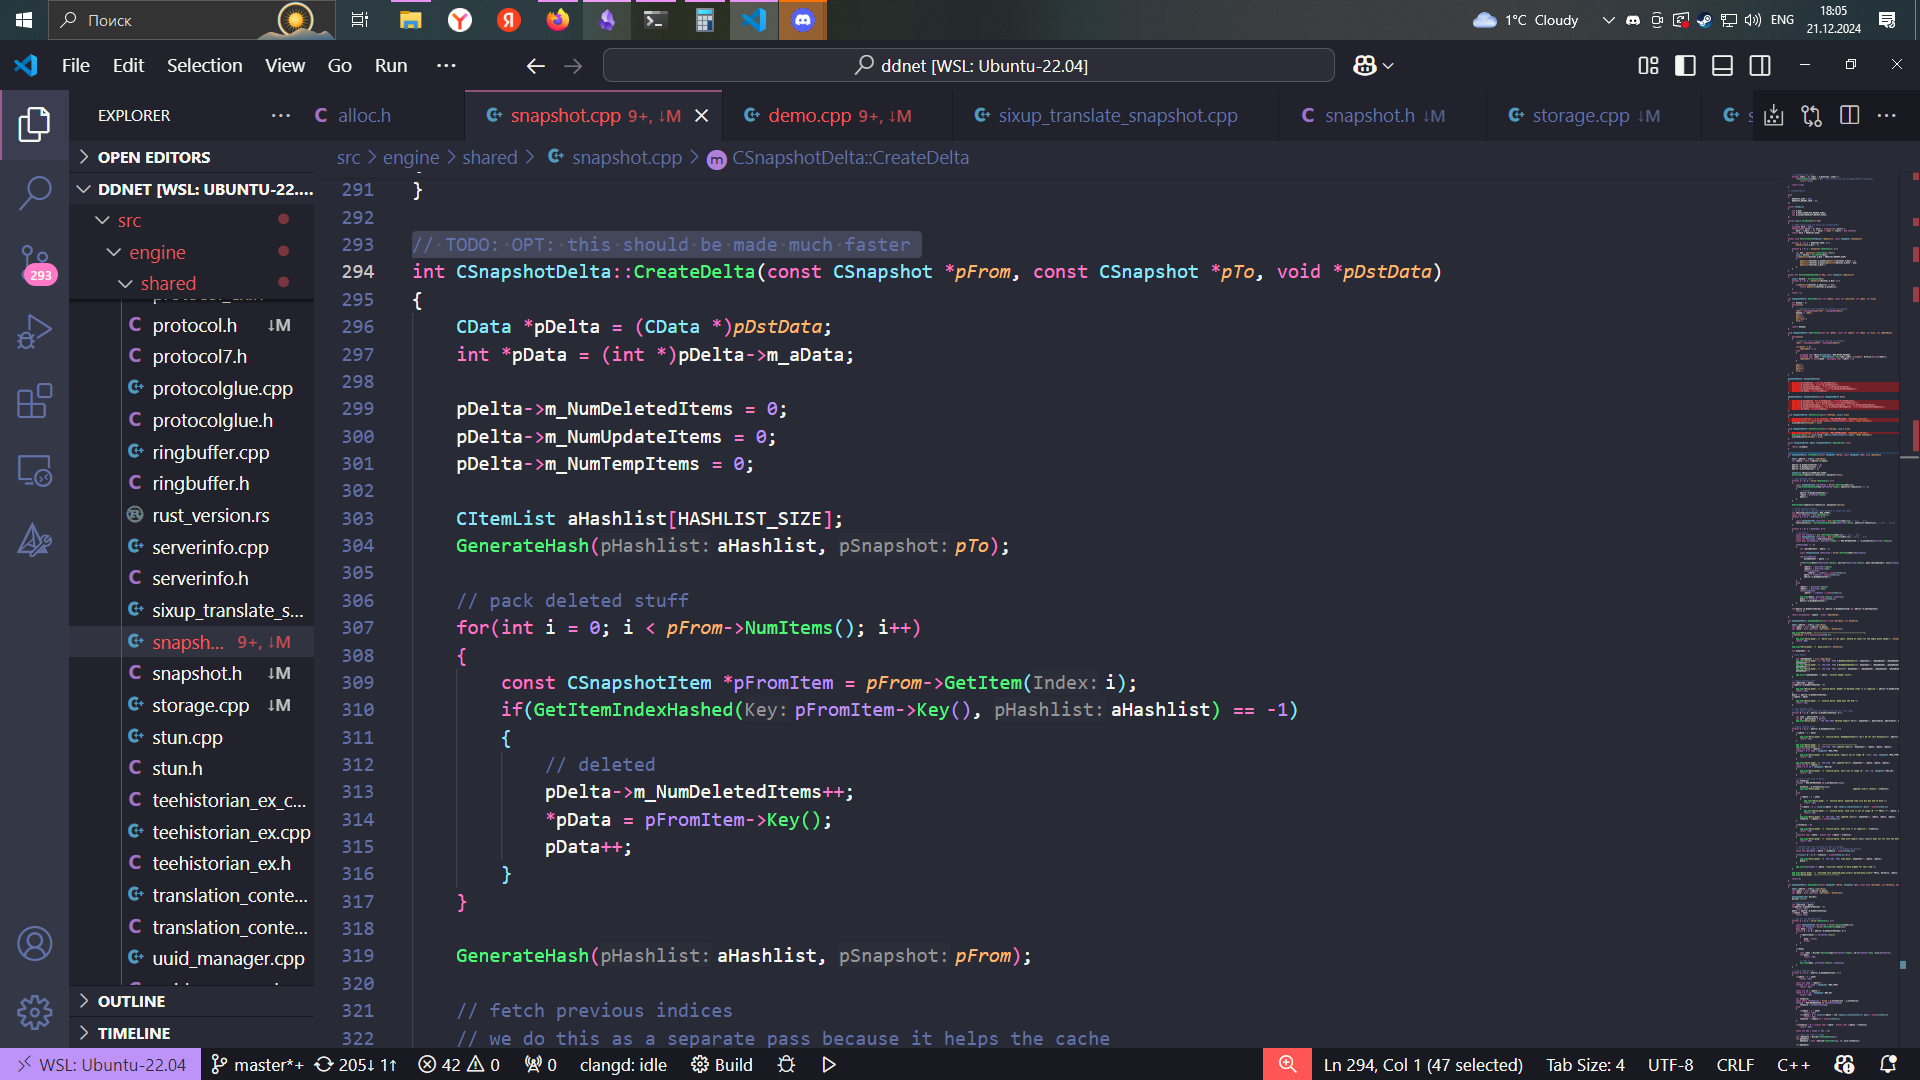 Поиск
1°C Cloudy
ENG
18:05
21.12.2024
File Edit Selection View Go Run ...
ddnet [WSL: Ubuntu-22.04]
EXPLORER
alloc.h
snapshot.cpp 9+, ↓M
demo.cpp 9+, ↓M
sixup_translate_snapshot.cpp
snapshot.h ↓M
storage.cpp ↓M
src > engine > shared > snapshot.cpp > CSnapshotDelta::CreateDelta
OPEN EDITORS
DDNET [WSL: UBUNTU-22....
src
engine
shared
293
protocol.h ↓M
protocol7.h
protocolglue.cpp
protocolglue.h
ringbuffer.cpp
ringbuffer.h
rust_version.rs
serverinfo.cpp
serverinfo.h
sixup_translate_s...
snapsh... 9+, ↓M
snapshot.h ↓M
storage.cpp ↓M
stun.cpp
stun.h
teehistorian_ex_c...
teehistorian_ex.cpp
teehistorian_ex.h
translation_conte...
translation_conte...
uuid_manager.cpp
OUTLINE
TIMELINE
291 }
292
293 // TODO: OPT: this should be made much faster
294 int CSnapshotDelta::CreateDelta(const CSnapshot *pFrom, const CSnapshot *pTo, void *pDstData)
295 {
296 CData *pDelta = (CData *)pDstData;
297 int *pData = (int *)pDelta->m_aData;
298
299 pDelta->m_NumDeletedItems = 0;
300 pDelta->m_NumUpdateItems = 0;
301 pDelta->m_NumTempItems = 0;
302
303 CItemList aHashlist[HASHLIST_SIZE];
304 GenerateHash(pHashlist: aHashlist, pSnapshot: pTo);
305
306 // pack deleted stuff
307 for(int i = 0; i < pFrom->NumItems(); i++)
308 {
309 const CSnapshotItem *pFromItem = pFrom->GetItem(Index: i);
310 if(GetItemIndexHashed(Key: pFromItem->Key(), pHashlist: aHashlist) == -1)
311 {
312 // deleted
313 pDelta->m_NumDeletedItems++;
314 *pData = pFromItem->Key();
315 pData++;
316 }
317 }
318
319 GenerateHash(pHashlist: aHashlist, pSnapshot: pFrom);
320
321 // fetch previous indices
322 // we do this as a separate pass because it helps the cache
WSL: Ubuntu-22.04 master*+ 205↓ 1↑ 42 0 0 clangd: idle Build Ln 294, Col 1 (47 selected) Tab Size: 4 UTF-8 CRLF C++